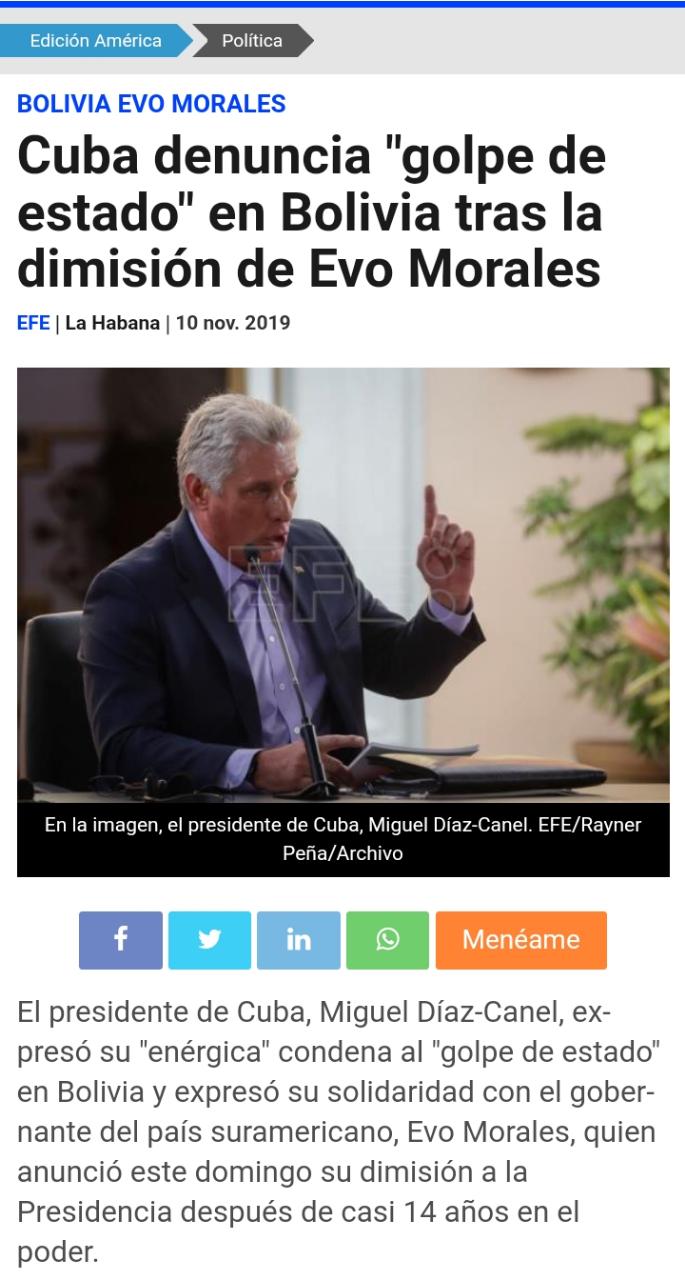 Edición América
Política
BOLIVIA EVO MORALES
Cuba denuncia "golpe de
estado" en Bolivia tras la
dimisión de Evo Morales
EFE | La Habana | 10 nov. 2019
EFE:
En la imagen, el presidente de Cuba, Miguel Díaz-Canel. EFE/Rayner
Peña/Archivo
Menéame
El presidente de Cuba, Miguel Díaz-Canel, ex-
presó su "enérgica" condena al "golpe de estado"
en Bolivia y expresó su solidaridad con el gober-
nante del país suramericano, Evo Morales, quien
anunció este domingo su dimisión a la
Presidencia después de casi 14 años en el
poder.